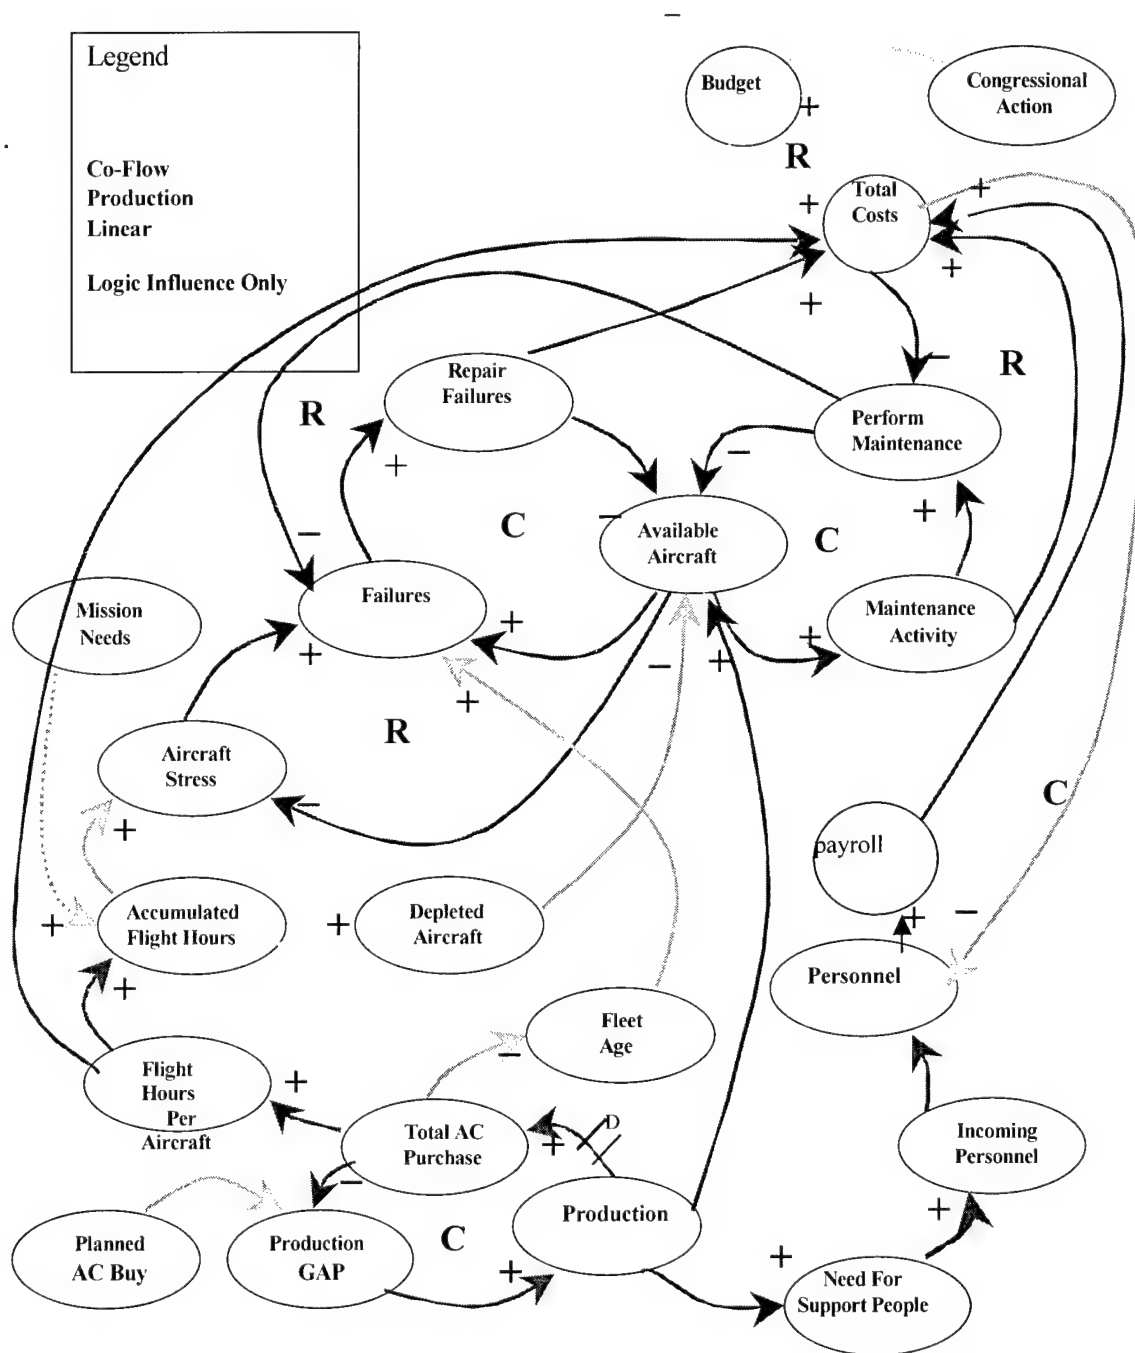 –
Legend
Co-Flow
Production
Linear
Logic Influence Only
Budget
+
Congressional
Action
R
Total
Costs
+
+
+
+
–
R
Repair
Failures
R
+
Perform
Maintenance
–
+
C
–
Available
Aircraft
C
–
Failures
+
+
Mission
Needs
Maintenance
Activity
+
–
+
+
R
Aircraft
Stress
–
+
C
payroll
+
–
+
Accumulated
Flight Hours
+
Depleted
Aircraft
Personnel
+
Fleet
Age
–
Flight
Hours
Per
Aircraft
+
Total AC
Purchase
+
D
–
Incoming
Personnel
+
Planned
AC Buy
Production
GAP
C
+
Production
+
Need For
Support People